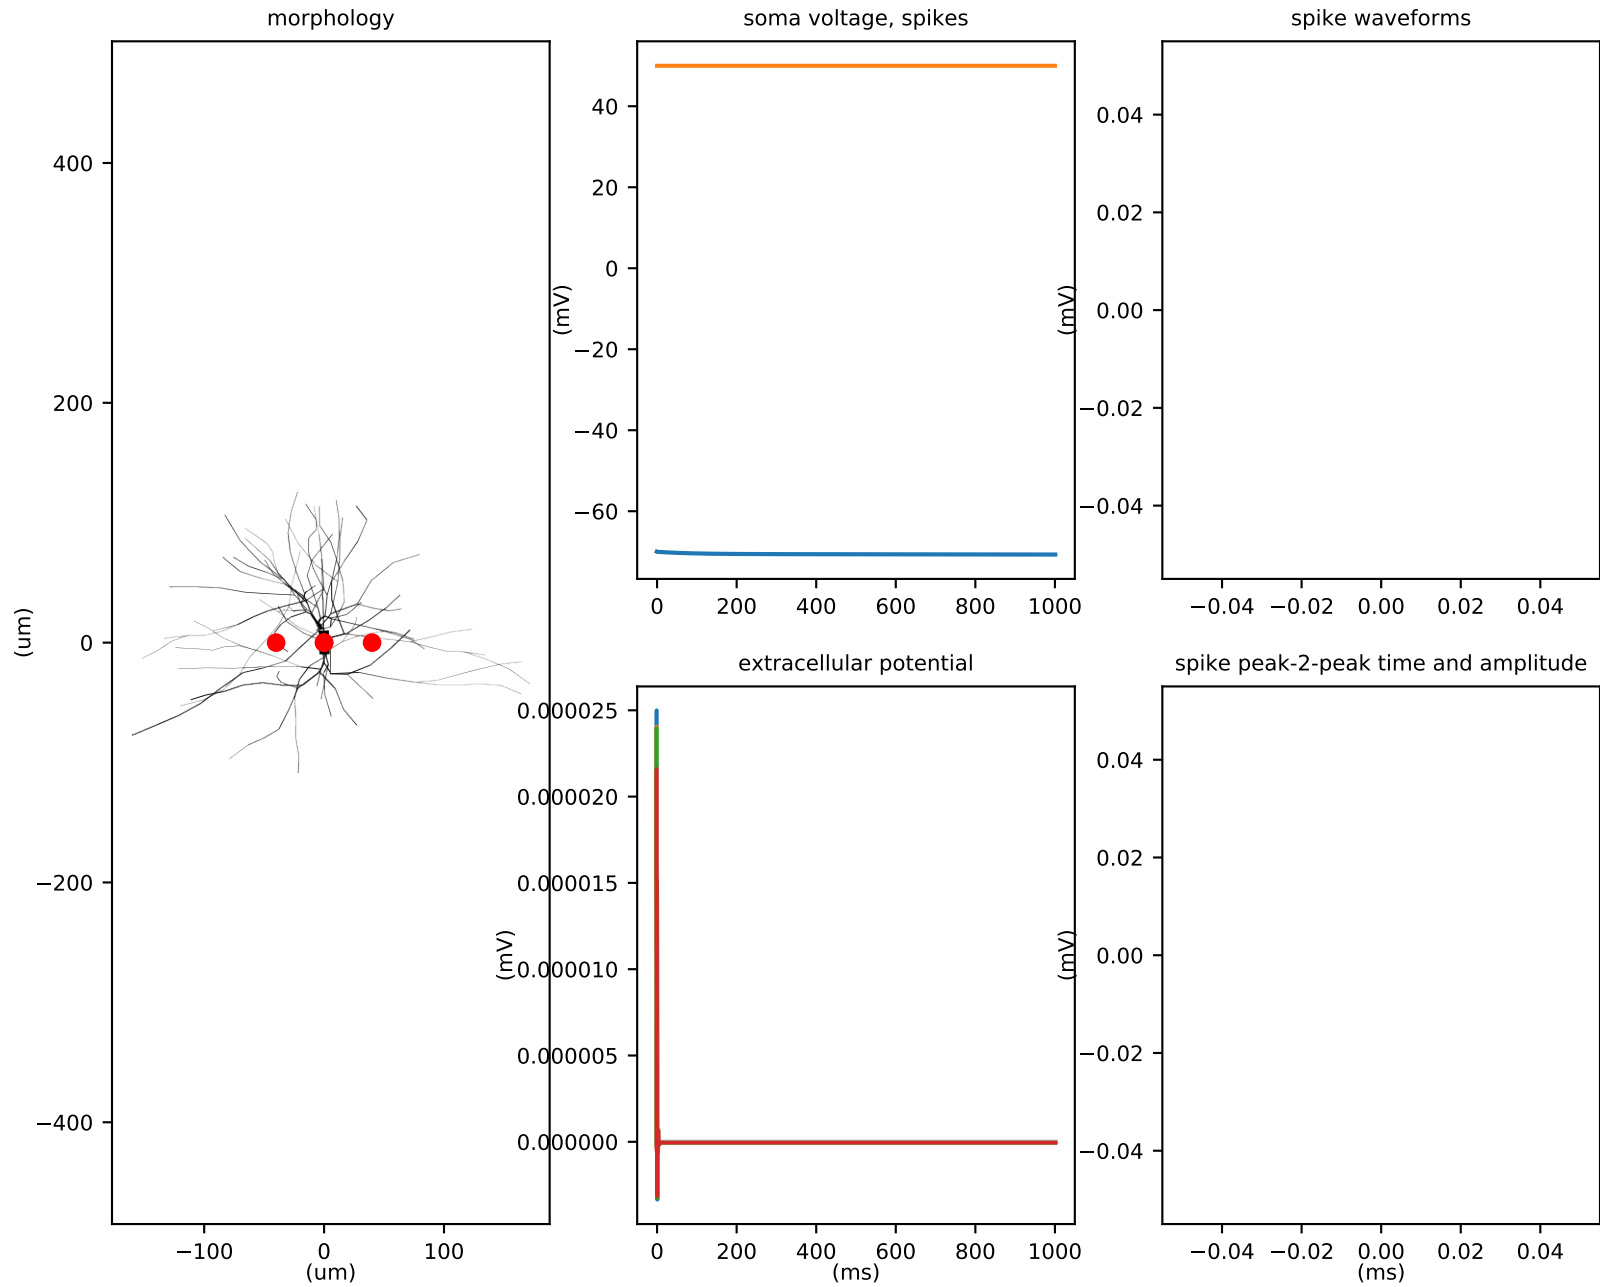 morphology
400
200
0
−200
−400
(um)
−100 0 100
(um)
soma voltage, spikes
40
20
0
−20
−40
−60
(mV)
0 200 400 600 800 1000
spike waveforms
0.04
0.02
0.00
−0.02
−0.04
(mV)
−0.04 −0.02 0.00 0.02 0.04
extracellular potential
0.000025
0.000020
0.000015
0.000010
0.000005
0.000000
(mV)
0 200 400 600 800 1000
(ms)
spike peak-2-peak time and amplitude
0.04
0.02
0.00
−0.02
−0.04
(mV)
−0.04 −0.02 0.00 0.02 0.04
(ms)